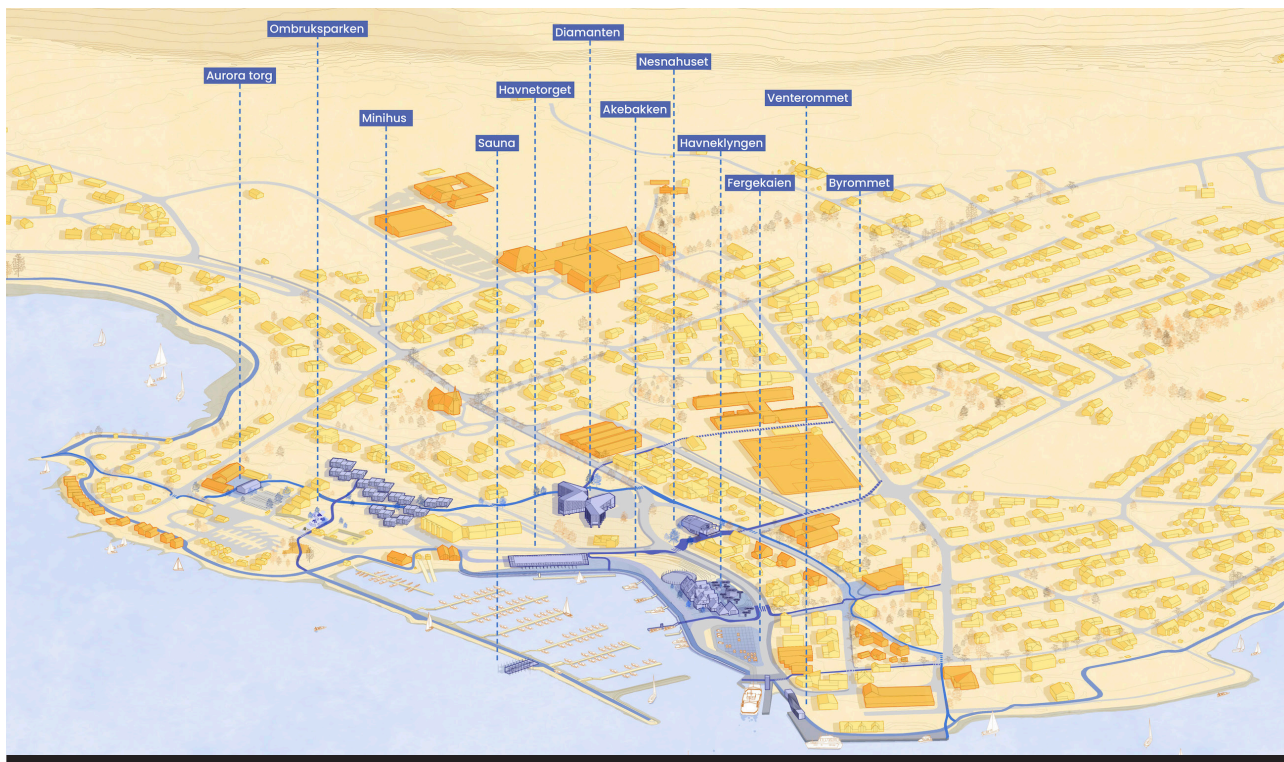 Ombruksparken
Diamanten
Nesnahuset
Aurora torg
Havnetorget
Venterommet
Akebakken
Minihus
Sauna
Havneklyngen
Fergekaien
Byrommet